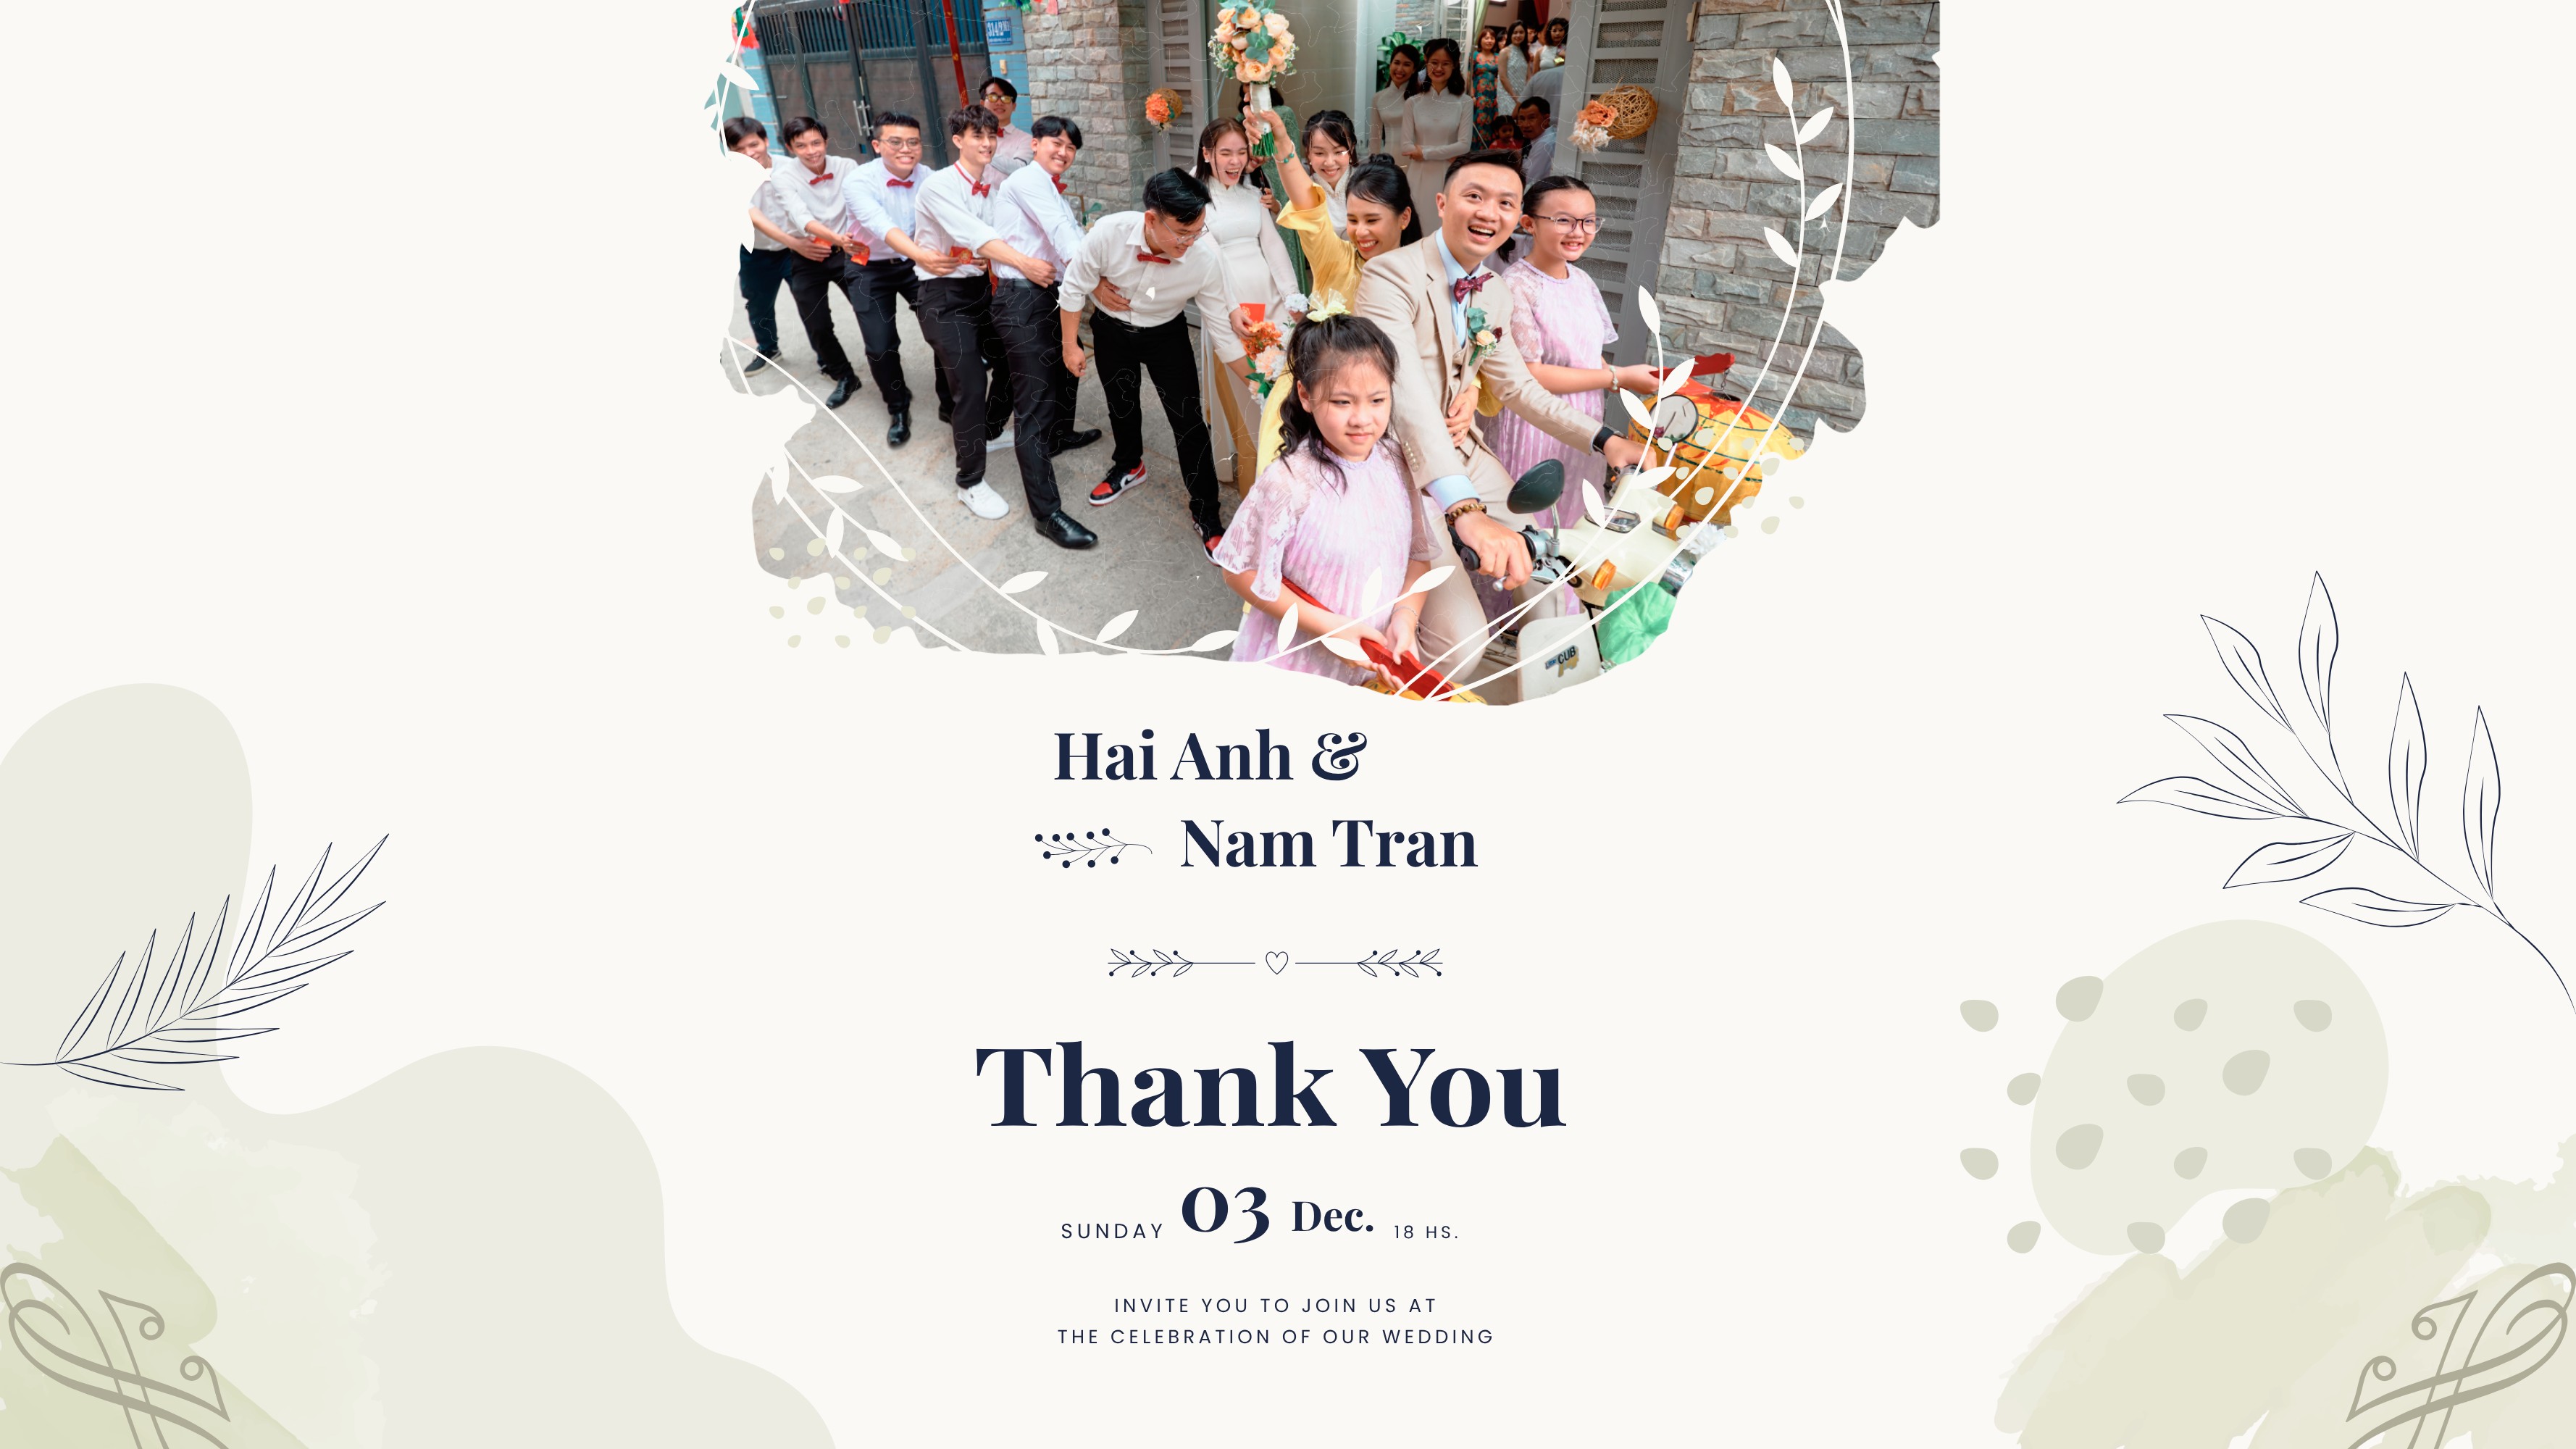 Hai Anh &
Nam Tran
Thank You
SUNDAY 03 Dec. 18 HS.
INVITE YOU TO JOIN US AT
THE CELEBRATION OF OUR WEDDING
CUB